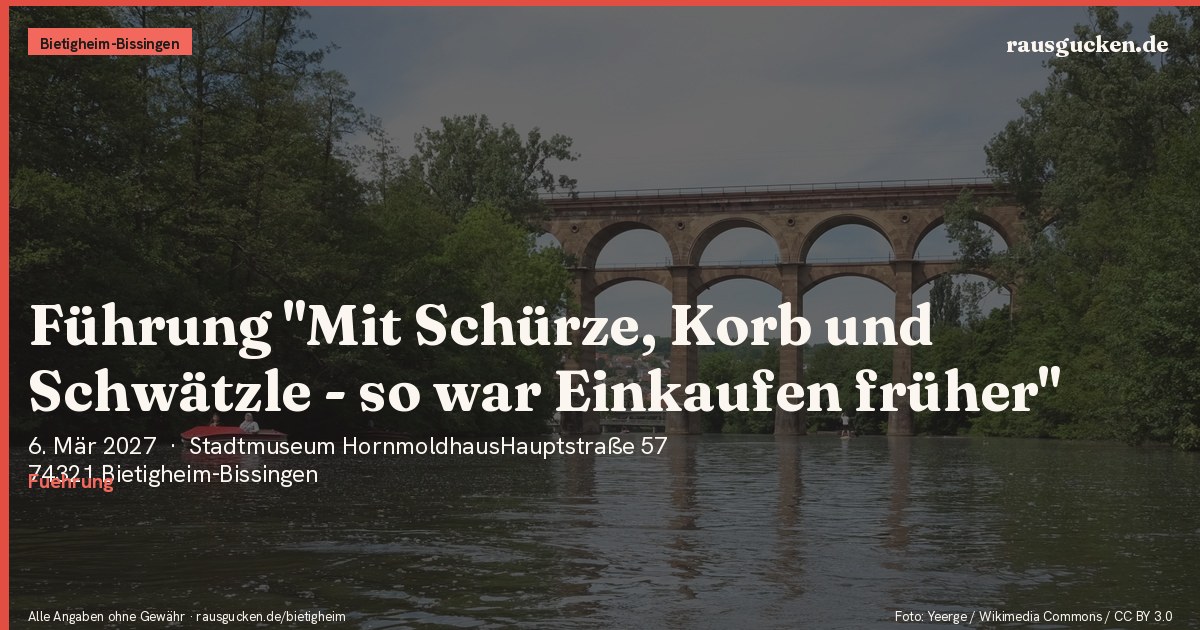 Bietigheim-Bissingen
rausgucken.de
Führung "Mit Schürze, Korb und
Schwätzle - so war Einkaufen früher"
6. Mär 2027 · Stadtmuseum HornmoldhausHauptstraße 57
74321 Bietigheim-Bissingen
Fuehrung
Alle Angaben ohne Gewähr · rausgucken.de/bietigheim
Foto: Yeerge / Wikimedia Commons / CC BY 3.0